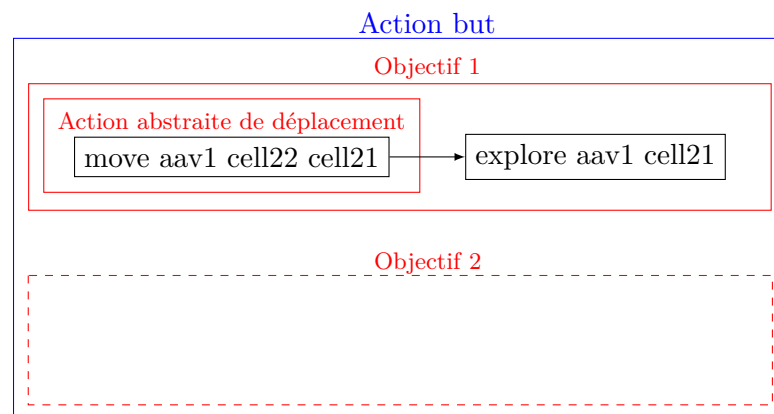 Action but
Objectif 1
Action abstraite de déplacement
move aav1 cell22 cell21
explore aav1 cell21
Objectif 2